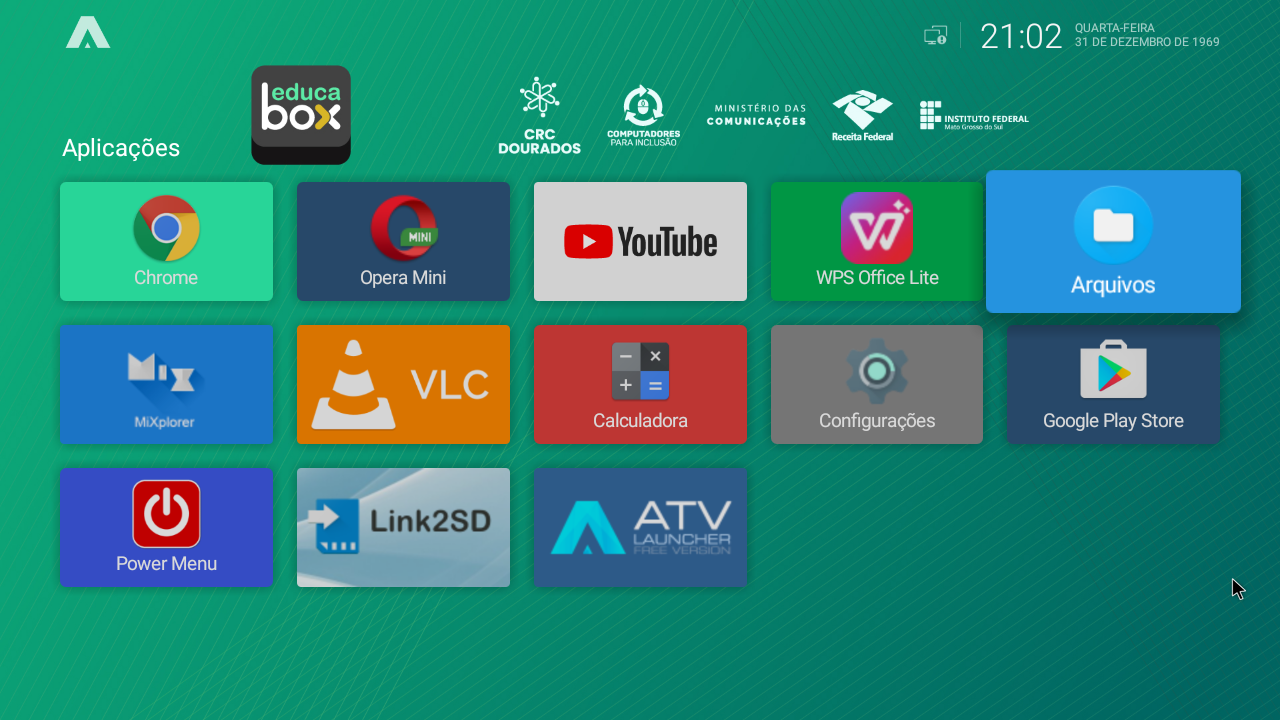 21:02
QUARTA-FEIRA
31 DE DEZEMBRO DE 1969
educa
box
CRC
DOURADOS
COMPUTADORES
PARA INCLUSÃO
MINISTÉRIO DAS
COMUNICAÇÕES
Receita Federal
INSTITUTO FEDERAL
Mato Grosso do Sul
Aplicações
Chrome
MINI
Opera Mini
YouTube
WPS Office Lite
Arquivos
MiX
MiXplorer
VLC
Calculadora
Configurações
Google Play Store
Power Menu
Link2SD
ATV
LAUNCHER
FREE VERSION